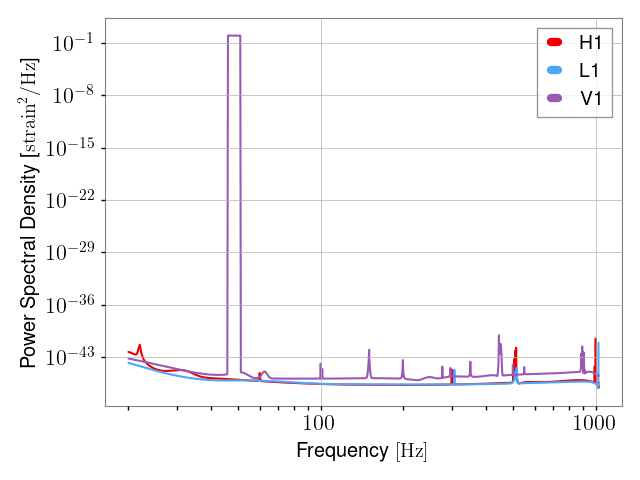 Power Spectral Density [strain²/Hz]
10⁻¹
10⁻⁸
10⁻¹⁵
10⁻²²
10⁻²⁹
10⁻³⁶
10⁻⁴³
H1
L1
V1
100
1000
Frequency [Hz]